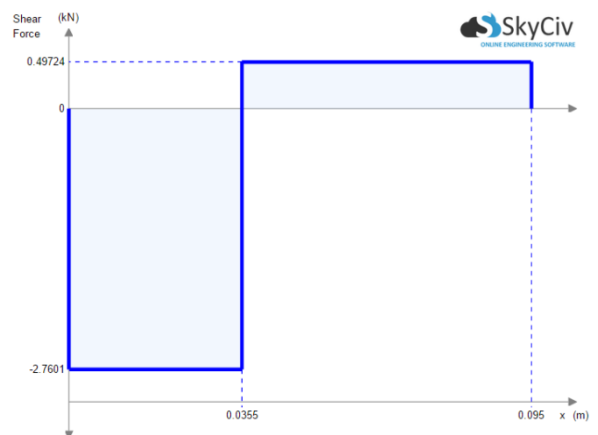 Shear (kN)
Force
SkyCiv
ONLINE ENGINEERING SOFTWARE
0.49724
0
-2.7601
0.0355
0.095 x (m)